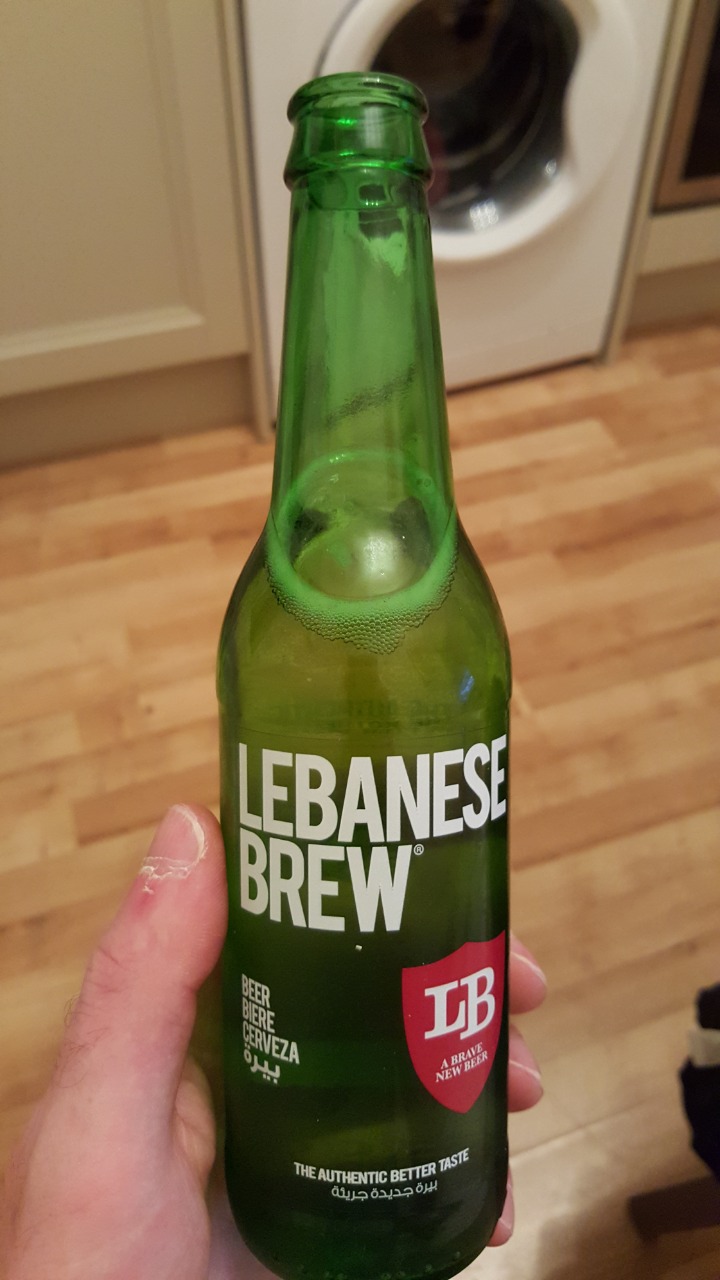 LEBANESE
BREW®
BEER
BIERE
CERVEZA
بيرة
LB
A BRAVE
NEW BEER
THE AUTHENTIC BETTER TASTE
بيرة جديدة جريئة